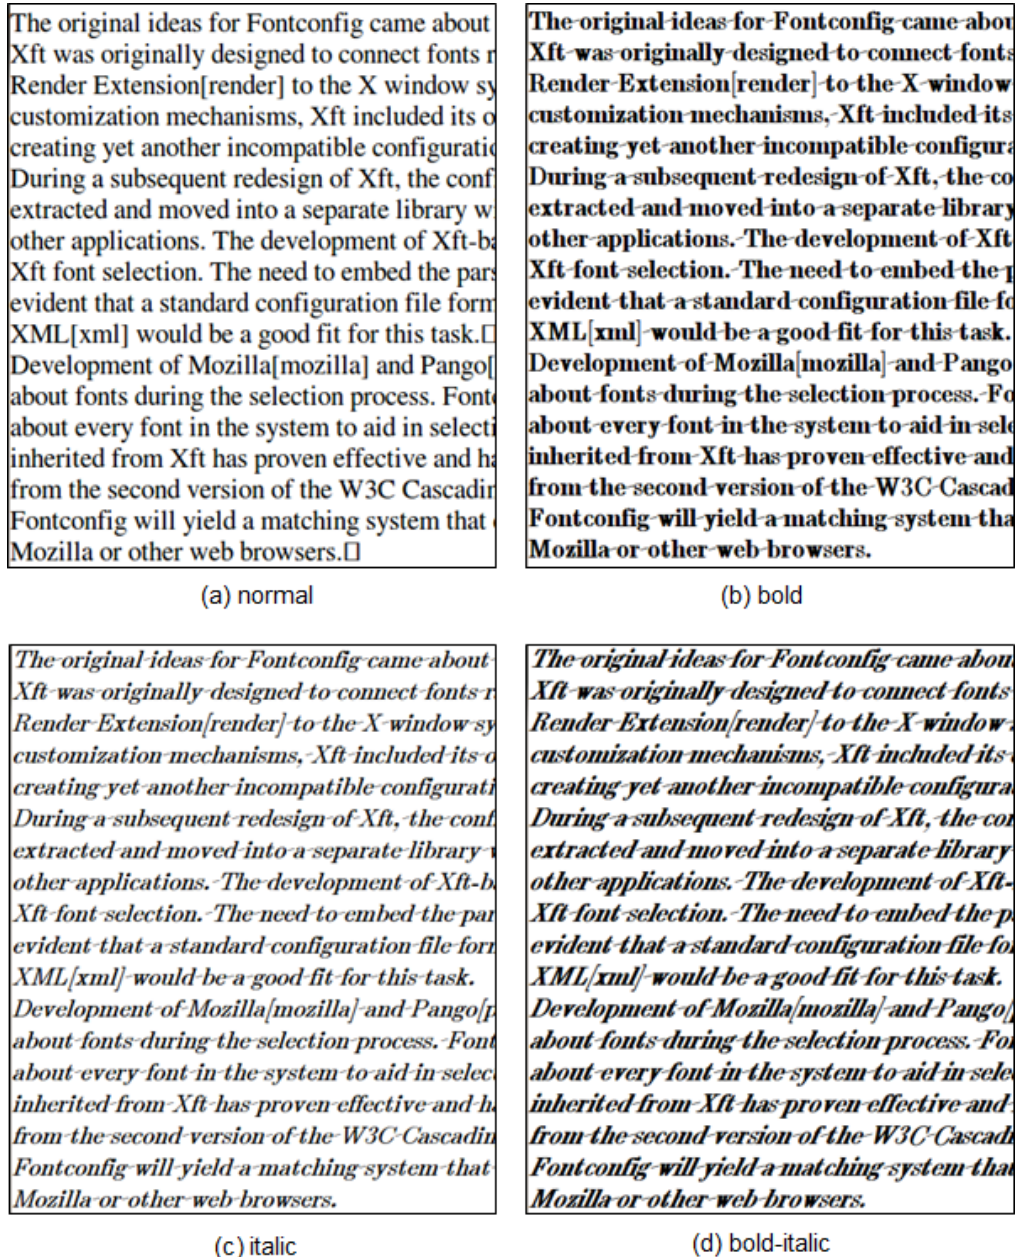 The original ideas for Fontconfig came about
Xft was originally designed to connect fonts r
Render Extension[render] to the X window sy
customization mechanisms, Xft included its o
creating yet another incompatible configuratio
During a subsequent redesign of Xft, the conf
extracted and moved into a separate library w
other applications. The development of Xft-ba
Xft font selection. The need to embed the pars
evident that a standard configuration file form
XML[xml] would be a good fit for this task.□
Development of Mozilla[mozilla] and Pango[
about fonts during the selection process. Fontc
about every font in the system to aid in selecti
inherited from Xft has proven effective and ha
from the second version of the W3C Cascadin
Fontconfig will yield a matching system that
Mozilla or other web browsers.□
(a) normal
The original ideas for Fontconfig came abou
Xft was originally designed to connect fonts
Render Extension[render] to the X window
customization mechanisms, Xft included its
creating yet another incompatible configura
During a subsequent redesign of Xft, the co
extracted and moved into a separate library
other applications. The development of Xft
Xft font selection. The need to embed the p
evident that a standard configuration file fo
XML[xml] would be a good fit for this task.
Development of Mozilla[mozilla] and Pango
about fonts during the selection process. Fo
about every font in the system to aid in sele
inherited from Xft has proven effective and
from the second version of the W3C Cascad
Fontconfig will yield a matching system tha
Mozilla or other web browsers.
(b) bold
The original ideas for Fontconfig came about
Xft was originally designed to connect fonts r
Render Extension[render] to the X window sy
customization mechanisms, Xft included its o
creating yet another incompatible configurati
During a subsequent redesign of Xft, the conf
extracted and moved into a separate library
other applications. The development of Xft-b
Xft font selection. The need to embed the par
evident that a standard configuration file for
XML[xml] would be a good fit for this task.
Development of Mozilla[mozilla] and Pango[p
about fonts during the selection process. Font
about every font in the system to aid in selec
inherited from Xft has proven effective and h
from the second version of the W3C Cascadin
Fontconfig will yield a matching system that
Mozilla or other web browsers.
(c) italic
The original ideas for Fontconfig came abou
Xft was originally designed to connect fonts
Render Extension[render] to the X window
customization mechanisms, Xft included its
creating yet another incompatible configura
During a subsequent redesign of Xft, the con
extracted and moved into a separate library
other applications. The development of Xft-
Xft font selection. The need to embed the p
evident that a standard configuration file fo
XML[xml] would be a good fit for this task.
Development of Mozilla[mozilla] and Pango[
about fonts during the selection process. Fo
about every font in the system to aid in sele
inherited from Xft has proven effective and
from the second version of the W3C Cascadi
Fontconfig will yield a matching system tha
Mozilla or other web browsers.
(d) bold-italic